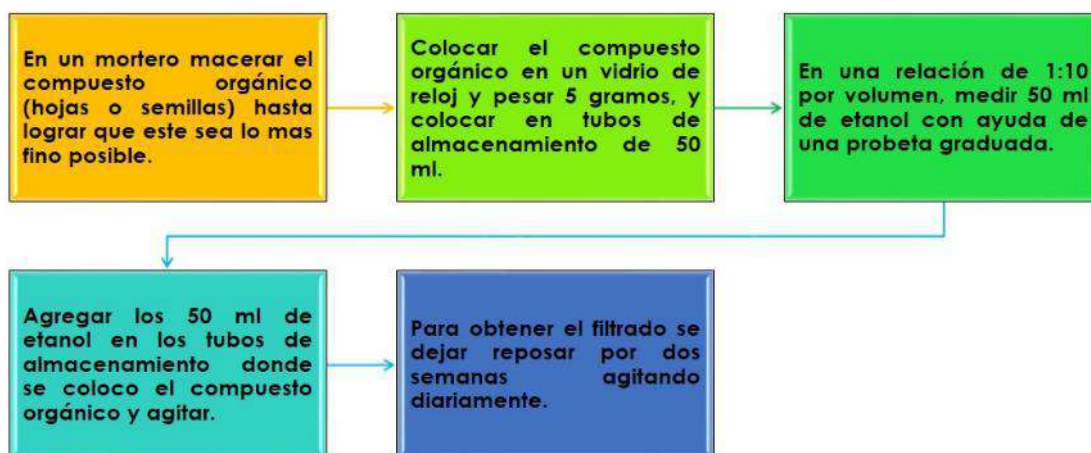 En un mortero macerar el
compuesto orgánico
(hojas o semillas) hasta
lograr que este sea lo mas
fino posible.
Colocar el compuesto
orgánico en un vidrio de
reloj y pesar 5 gramos, y
colocar en tubos de
almacenamiento de 50
ml.
En una relación de 1:10
por volumen, medir 50 ml
de etanol con ayuda de
una probeta graduada.
Agregar los 50 ml de
etanol en los tubos de
almacenamiento donde
se coloco el compuesto
orgánico y agitar.
Para obtener el filtrado se
dejar reposar por dos
semanas agitando
diariamente.